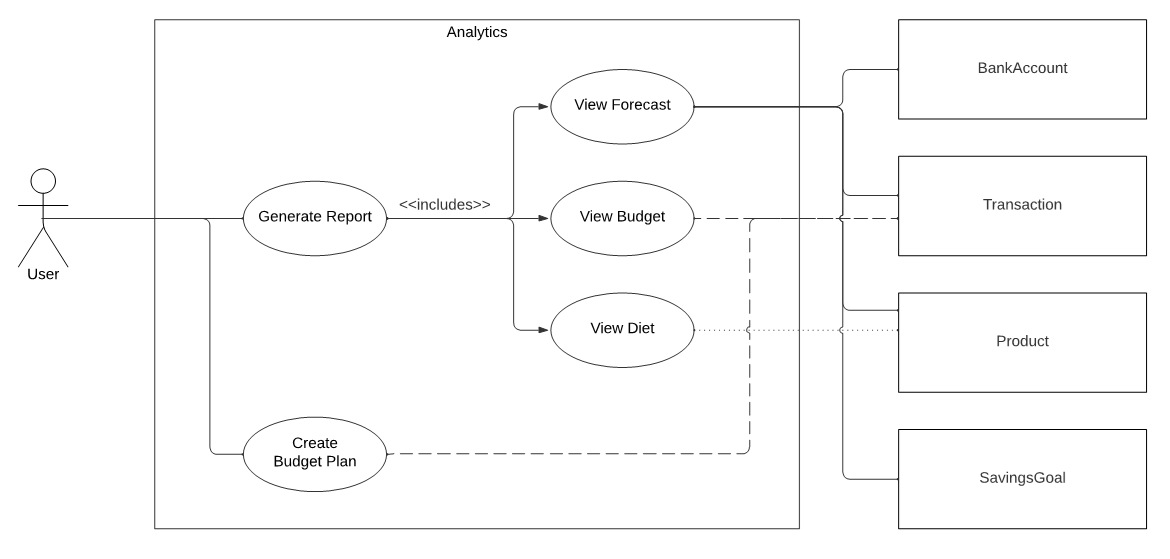 Analytics
BankAccount
View Forecast
Transaction
<<includes>>
Generate Report
View Budget
User
View Diet
Product
Create
Budget Plan
SavingsGoal